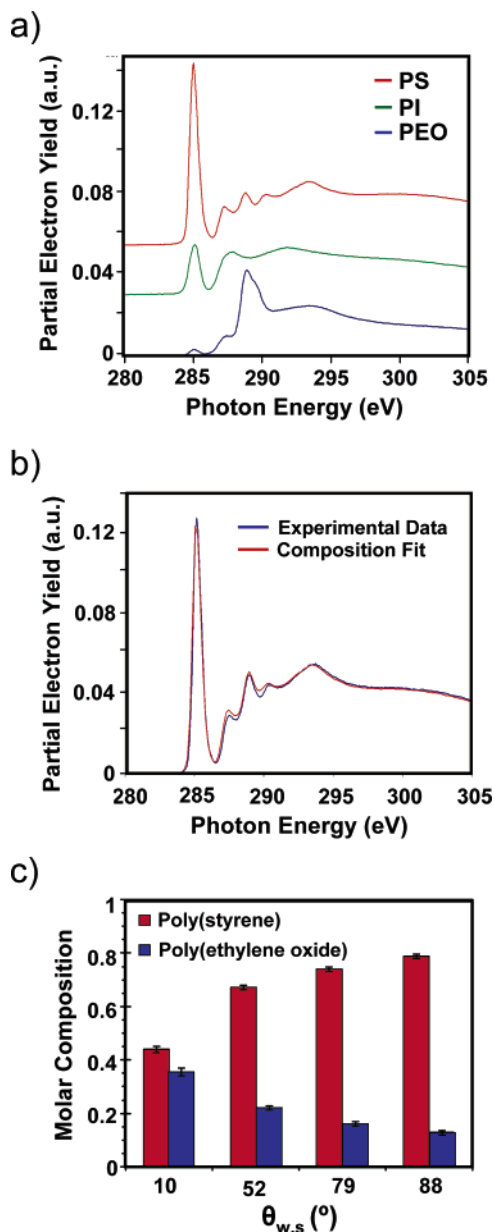 a)
PS
PI
PEO
Partial Electron Yield (a.u.)
0.12
0.08
0.04
0
280 285 290 295 300 305
Photon Energy (eV)
b)
Experimental Data
Composition Fit
Partial Electron Yield (a.u.)
0.12
0.08
0.04
0
280 285 290 295 300 305
Photon Energy (eV)
c)
Poly(styrene)
Poly(ethylene oxide)
Molar Composition
1
0.8
0.6
0.4
0.2
0
10 52 79 88
θw,s (º)